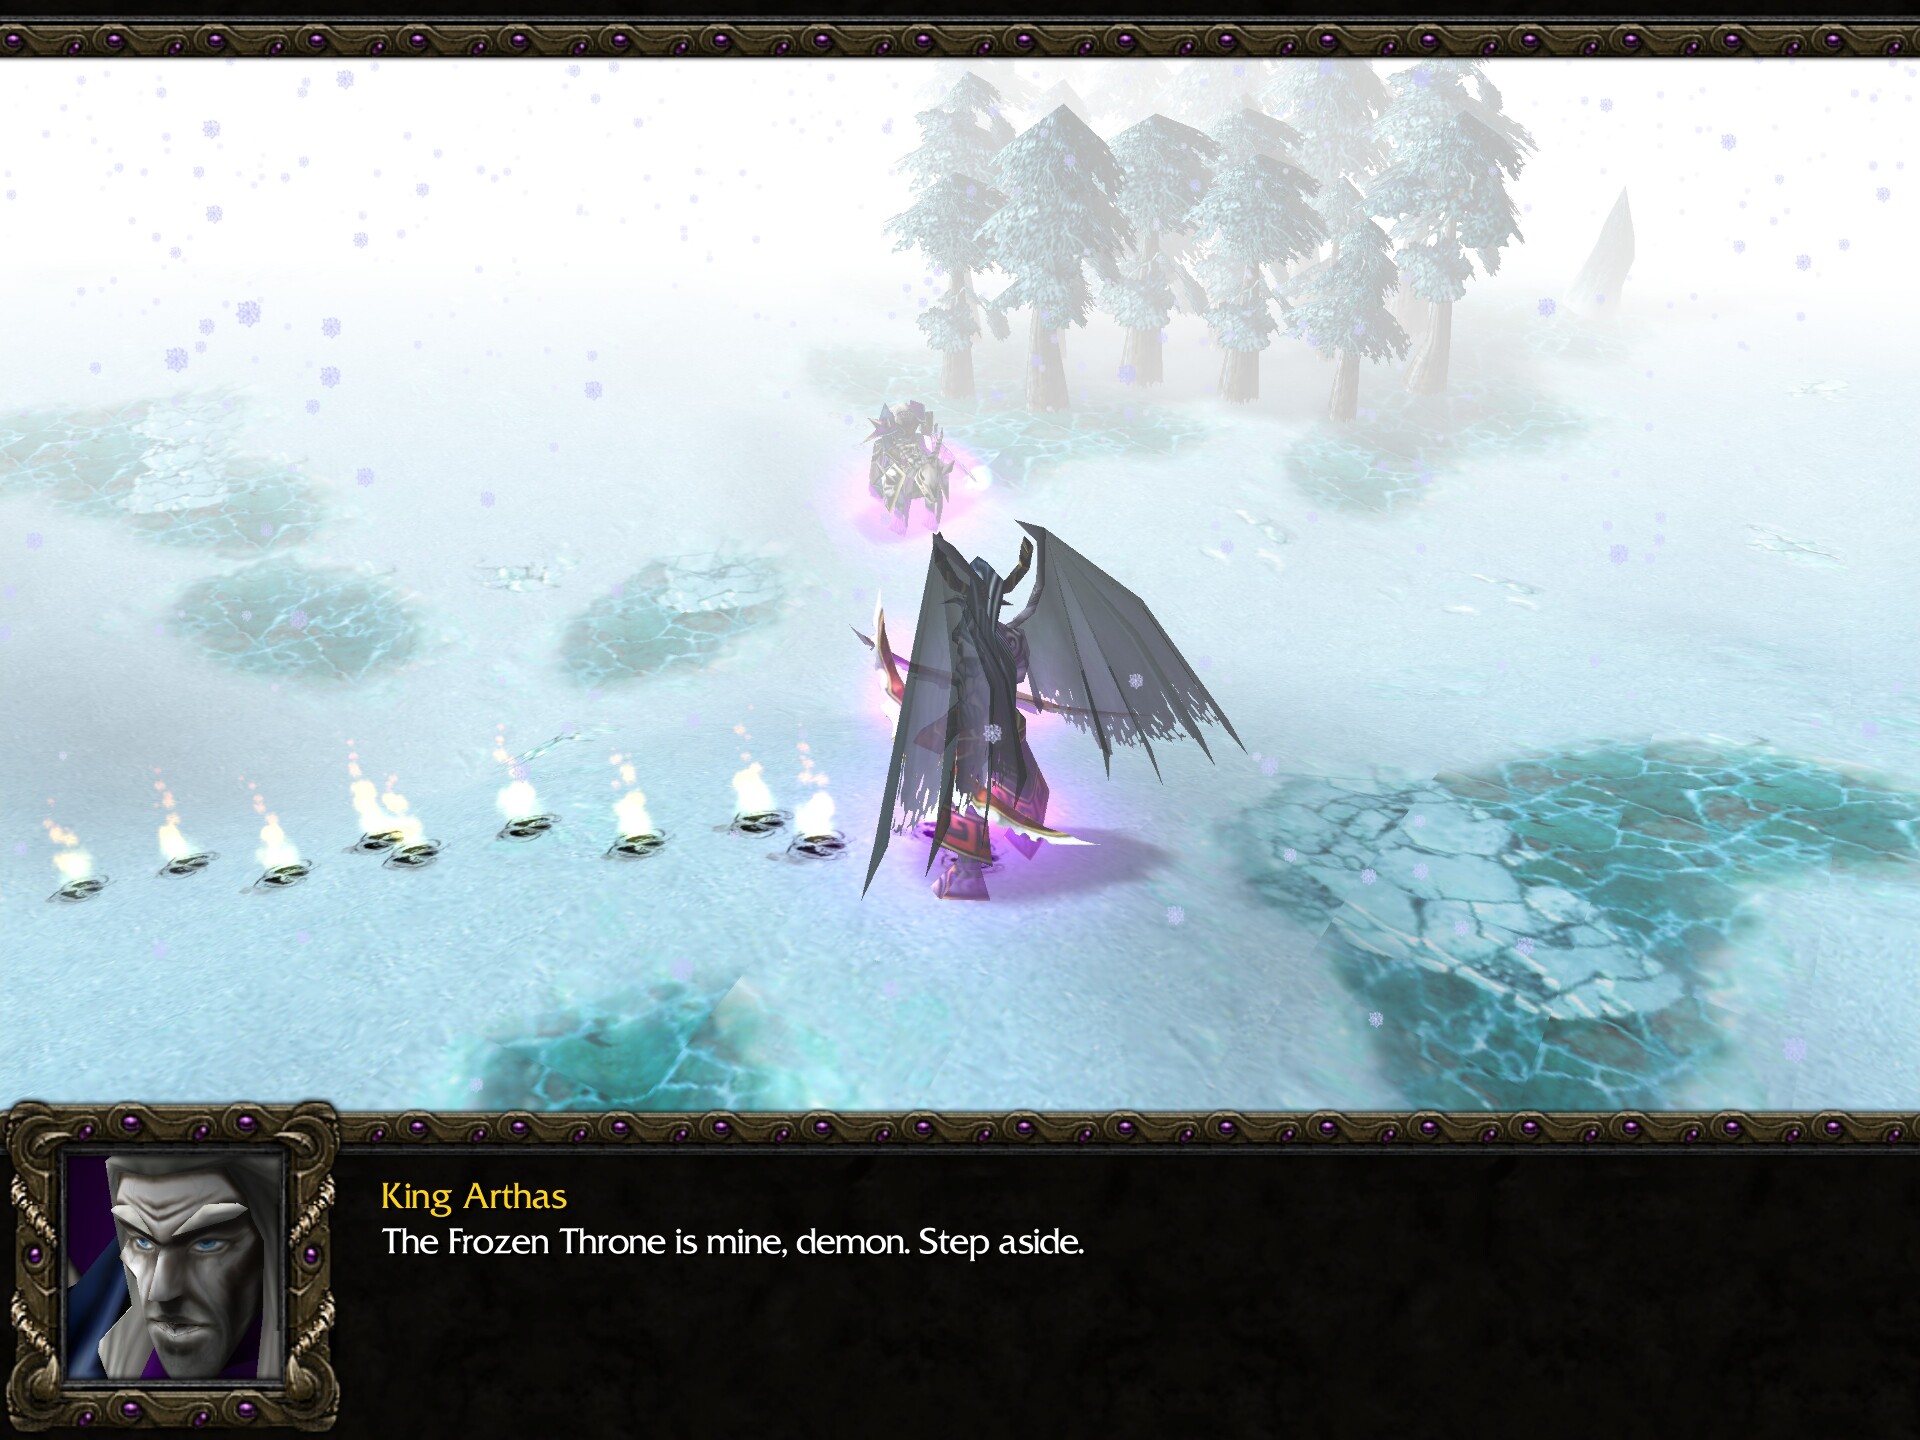 King Arthas
The Frozen Throne is mine, demon. Step aside.